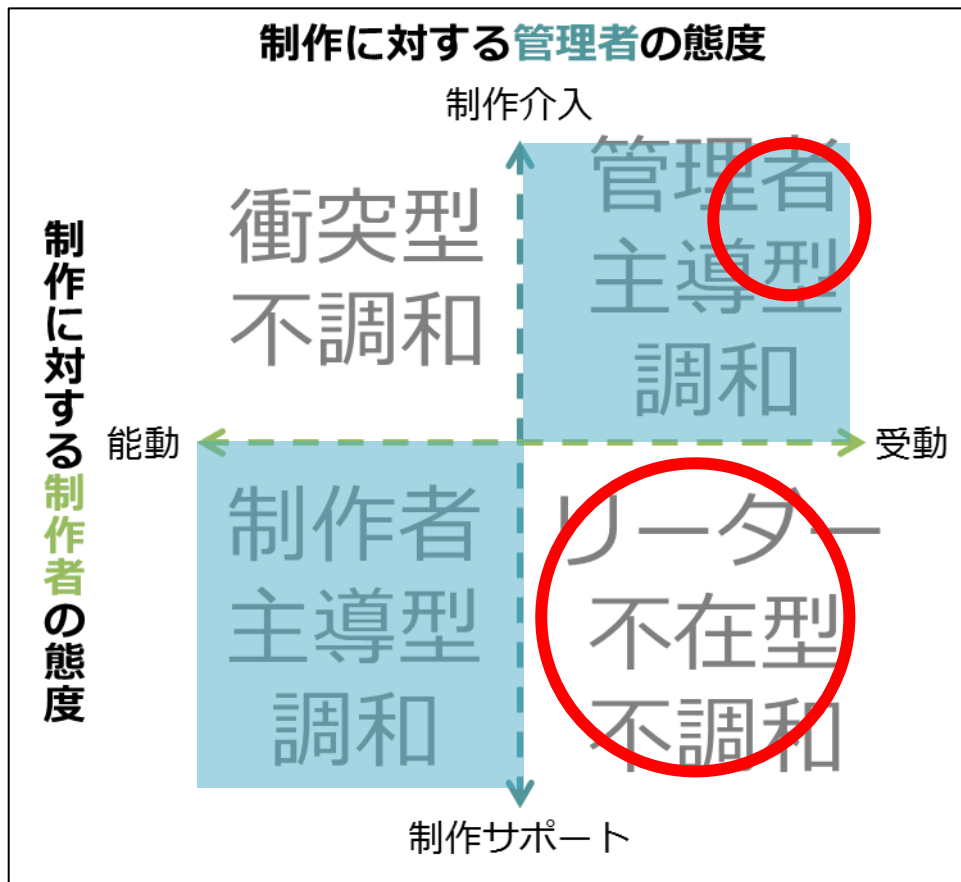 制作に対する管理者の態度
制作介入
衝突型
不調和
管理者
主導型
調和
制作に対する制作者の態度
能動
受動
制作者
主導型
調和
リーダー
不在型
不調和
制作サポート